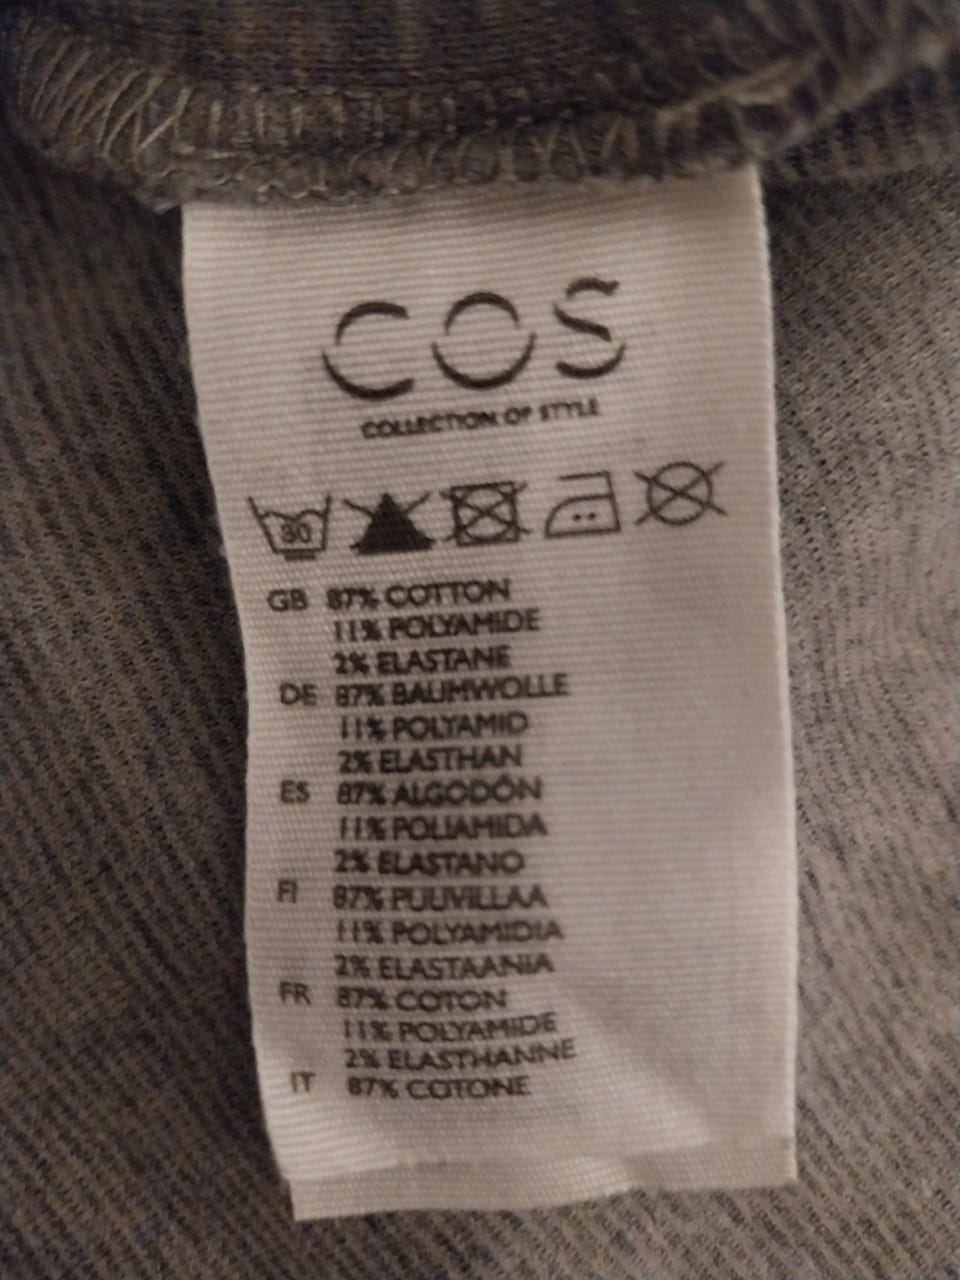 COS
COLLECTION OF STYLE
30
GB 87% COTTON
11% POLYAMIDE
2% ELASTANE
DE 87% BAUMWOLLE
11% POLYAMID
2% ELASTHAN
ES 87% ALGODÓN
11% POLIAMIDA
2% ELASTANO
FI 87% PUUVILLAA
11% POLYAMIDIA
2% ELASTAANIA
FR 87% COTON
11% POLYAMIDE
2% ELASTHANNE
IT 87% COTONE